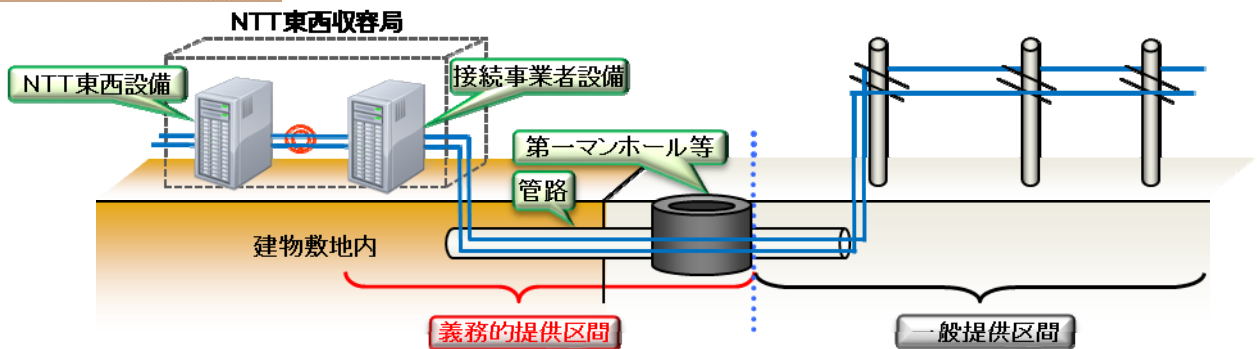 NTT東西収容局
NTT東西設備
接続事業者設備
第一マンホール等
管路
建物敷地内
義務的提供区間
一般提供区間